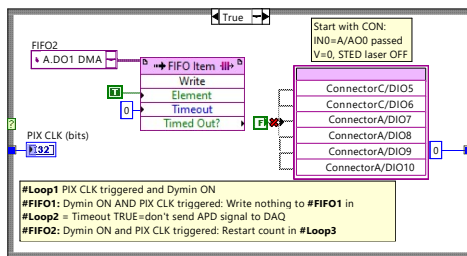 True
Start with CON:
IN0=A/AO0 passed
V=0, STED laser OFF
FIFO2
A.DO1 DMA
FIFO Item
Write
T
Element
0
Timeout
Timed Out?
F
ConnectorC/DIO5
ConnectorC/DIO6
ConnectorA/DIO7
ConnectorA/DIO8
ConnectorA/DIO9
ConnectorA/DIO10
0
?
PIX CLK (bits)
U32
#Loop1 PIX CLK triggered and Dymin ON
#FIFO1: Dymin ON AND PIX CLK triggered: Write nothing to #FIFO1 in
#Loop2 = Timeout TRUE=don't send APD signal to DAQ
#FIFO2: Dymin ON and PIX CLK triggered: Restart count in #Loop3